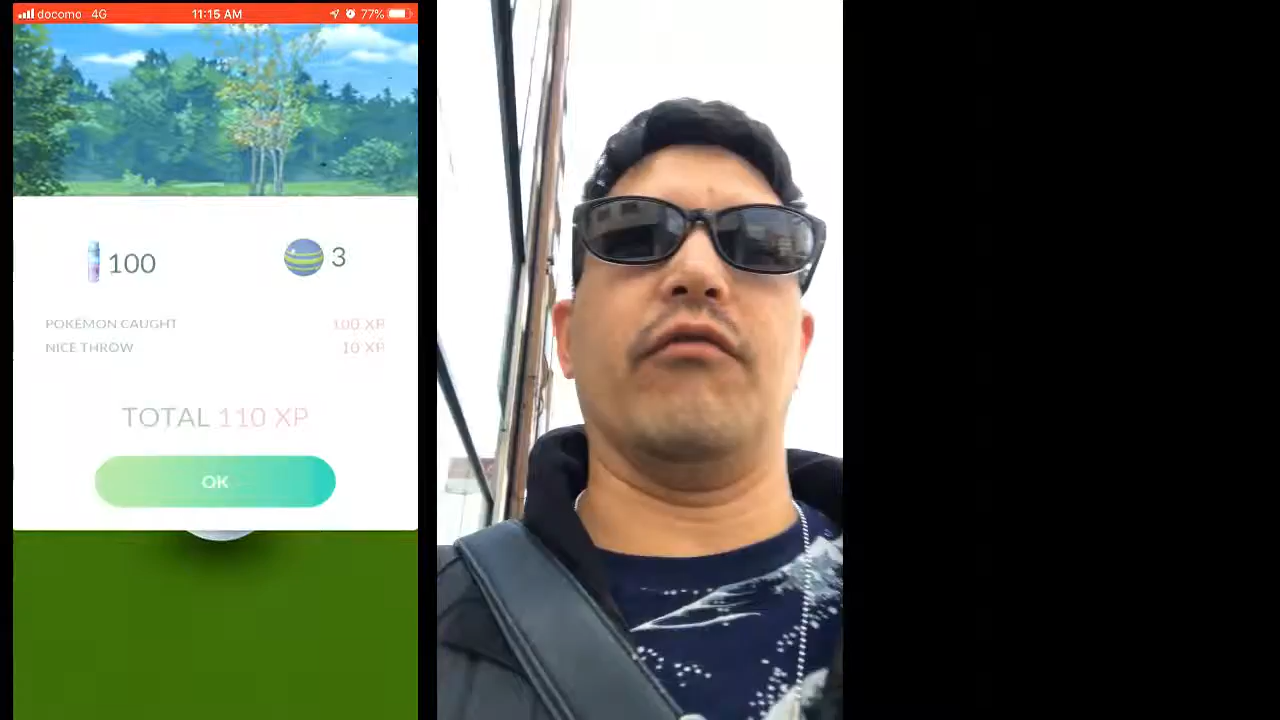 docomo 4G 11:15 AM 77%
100 3
POKÉMON CAUGHT 100 XP
NICE THROW 10 XP
TOTAL 110 XP
OK